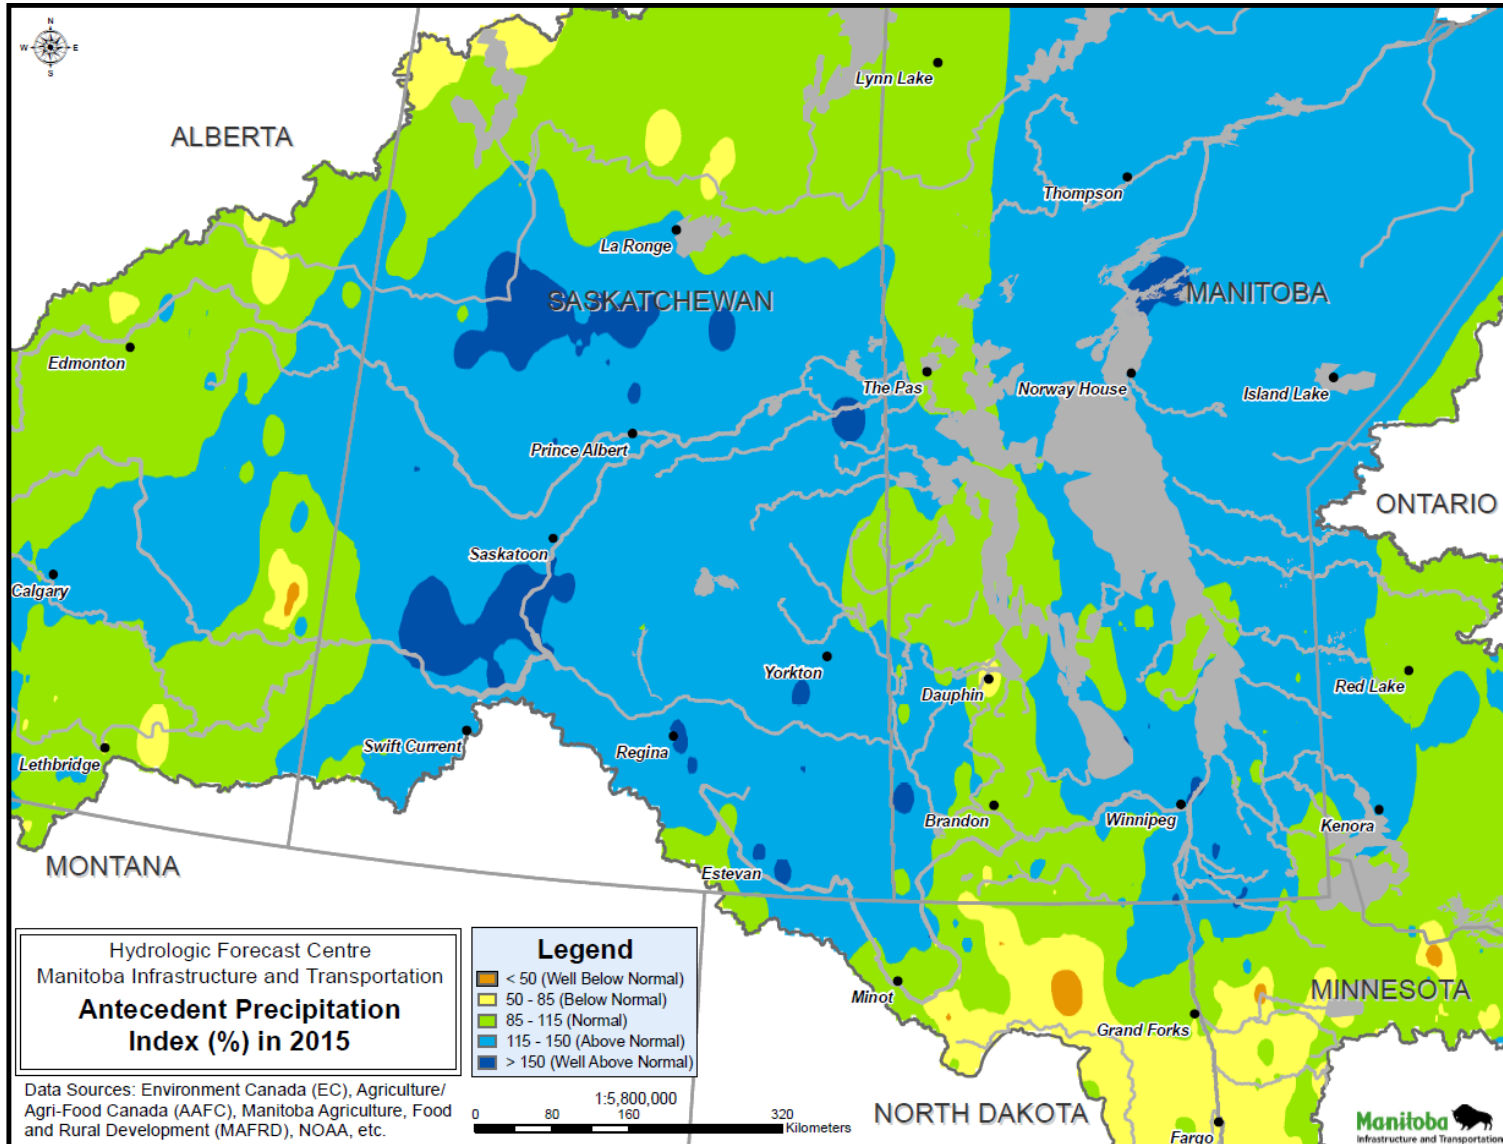 N
W E
S
Lynn Lake
ALBERTA
Thompson
La Ronge
SASKATCHEWAN
MANITOBA
Edmonton
The Pas
Norway House
Island Lake
Prince Albert
ONTARIO
Saskatoon
Calgary
Yorkton
Dauphin
Red Lake
Swift Current
Regina
Lethbridge
Brandon
Winnipeg
Kenora
MONTANA
Estevan
Hydrologic Forecast Centre
Manitoba Infrastructure and Transportation
Antecedent Precipitation
Index (%) in 2015
Legend
< 50 (Well Below Normal)
50 - 85 (Below Normal)
85 - 115 (Normal)
115 - 150 (Above Normal)
> 150 (Well Above Normal)
Minot
MINNESOTA
Grand Forks
Data Sources: Environment Canada (EC), Agriculture/
Agri-Food Canada (AAFC), Manitoba Agriculture, Food
and Rural Development (MAFRD), NOAA, etc.
1:5,800,000
0 80 160 320
Kilometers
NORTH DAKOTA
Fargo
Manitoba
Infrastructure and Transportation